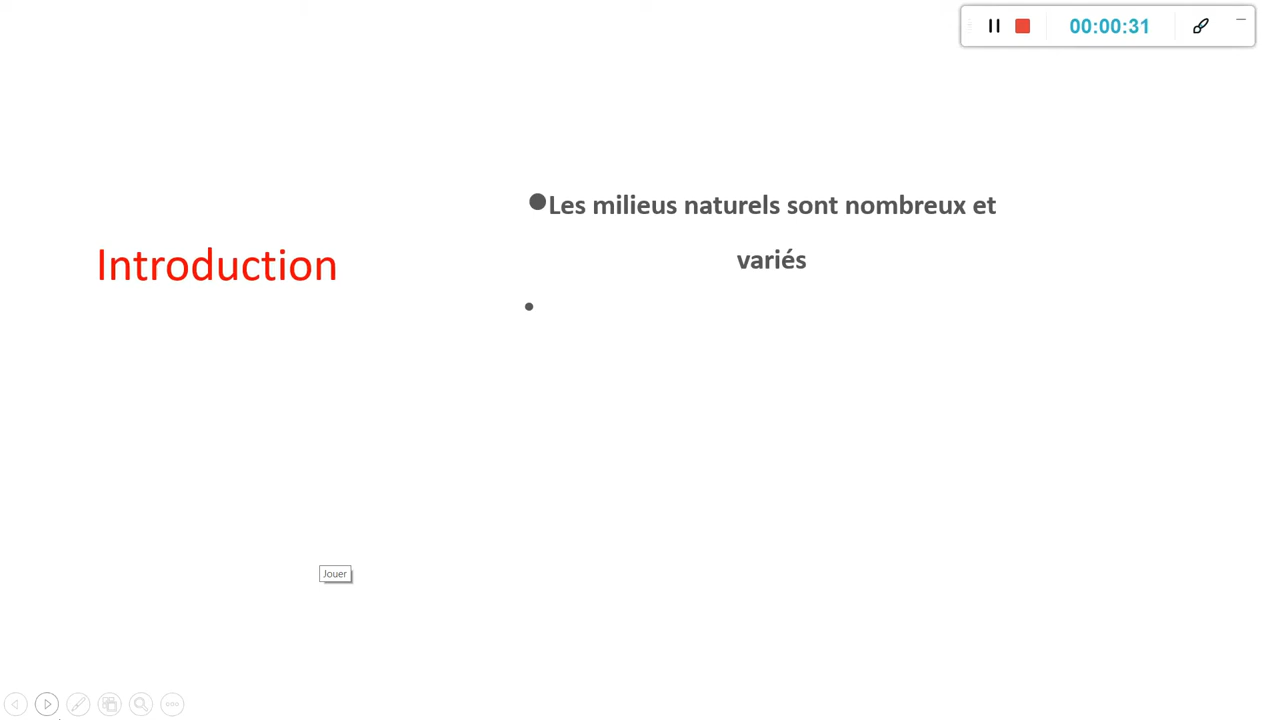 00:00:31
●Les milieus naturels sont nombreux et
variés
Introduction
•
Jouer